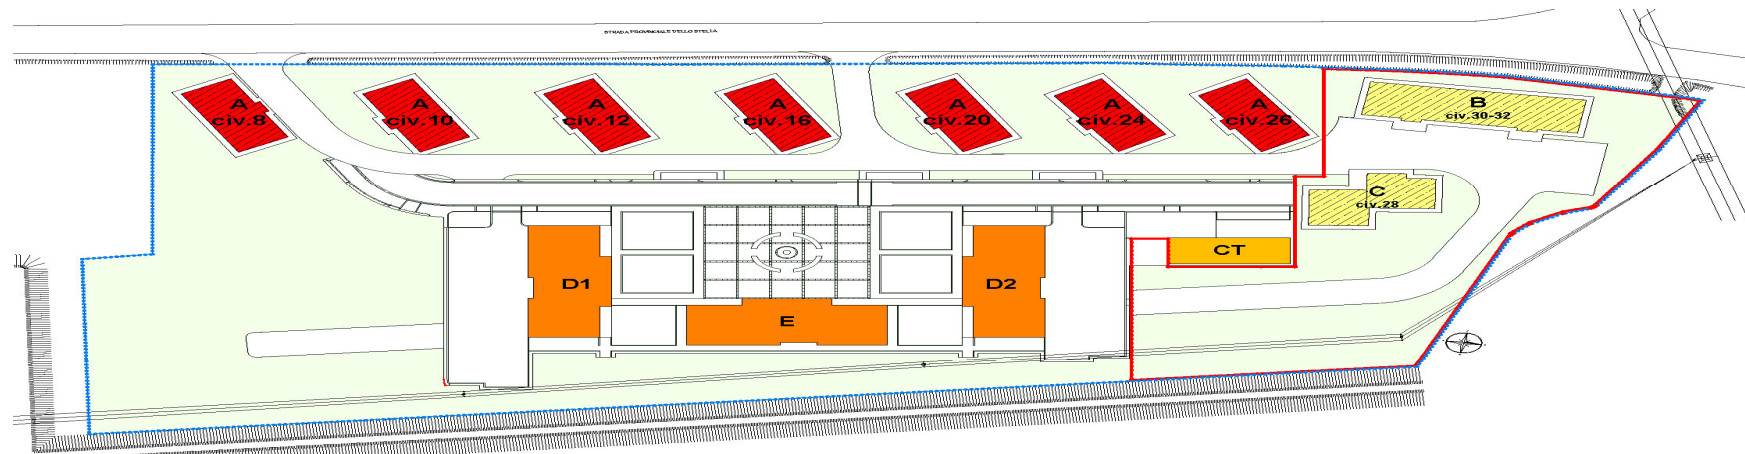 STRADA PROVINCIALE DELLO STELLA
A
civ.8
A
civ.10
A
civ.12
A
civ.16
A
civ.20
A
civ.24
A
civ.26
B
civ.30-32
C
civ.28
CT
D1
D2
E